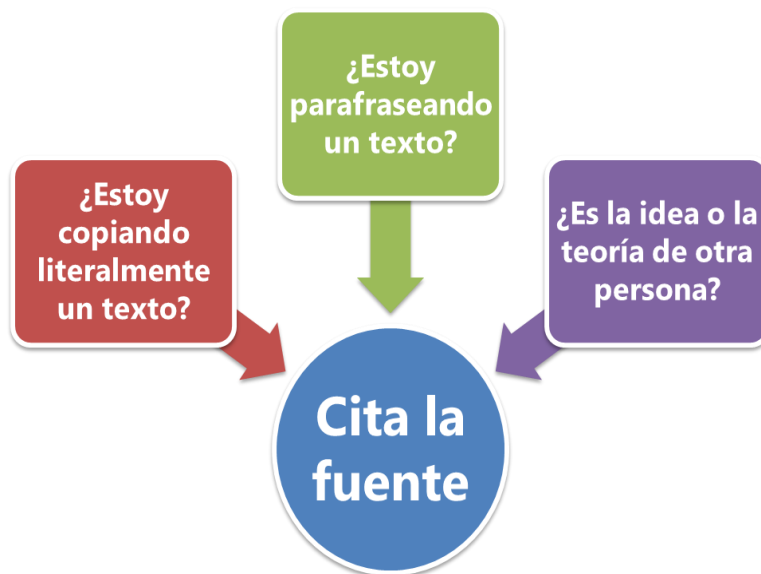 ¿Estoy
parafraseando
un texto?
¿Estoy
copiando
literalmente
un texto?
¿Es la idea o la
teoría de otra
persona?
Cita la
fuente